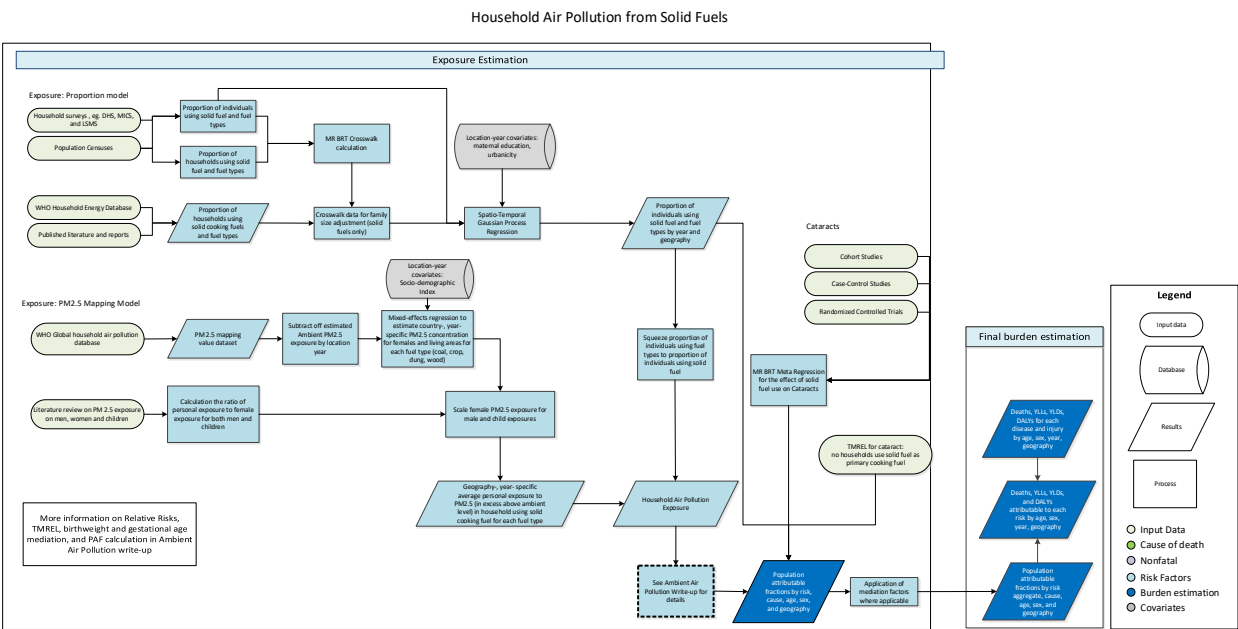 Household Air Pollution from Solid Fuels
Exposure Estimation
Exposure: Proportion model
Household surveys , eg. DHS, MICS,
and LSMS
Population Censuses
Proportion of individuals
using solid fuel and fuel
types
Proportion of
households using solid
fuel and fuel types
MR BRT Crosswalk
calculation
Location-year covariates:
maternal education,
urbanicity
WHO Household Energy Database
Published literature and reports
Proportion of
households using
solid cooking fuels
and fuel types
Crosswalk data for family
size adjustment (solid
fuels only)
Spatio-Temporal
Gaussian Process
Regression
Proportion of
individuals using
solid fuel and fuel
types by year and
geography
Cataracts
Cohort Studies
Case-Control Studies
Randomized Controlled Trials
Exposure: PM2.5 Mapping Model
Location-year
covariates:
Socio-demographic
Index
WHO Global household air pollution
database
PM 2.5 mapping
value dataset
Subtract off estimated
Ambient PM2.5
exposure by location
year
Mixed-effects regression to
estimate country-, year-
specific PM2.5 concentration
for females and living areas for
each fuel type (coal, crop,
dung, wood)
Squeeze proportion of
individuals using fuel
types to proportion of
individuals using solid
fuel
MR BRT Meta Regression
for the effect of solid
fuel use on Cataracts
Literature review on PM 2.5 exposure
on men, women and children
Calculation the ratio of
personal exposure to female
exposure for both men and
children
Scale female PM2.5 exposure for
male and child exposures
TMREL for cataract:
no households use solid fuel as
primary cooking fuel
Geography-, year- specific
average personal exposure to
PM2.5 (in excess above ambient
level) in household using solid
cooking fuel for each fuel type
Household Air Pollution
Exposure
More information on Relative Risks,
TMREL, birthweight and gestational age
mediation, and PAF calculation in Ambient
Air Pollution write-up
See Ambient Air
Pollution Write-up for
details
Population
attributable
fractions by risk,
cause, age, sex,
and geography
Application of
mediation factors
where applicable
Final burden estimation
Deaths, YLLs, YLDs,
DALYs for each
disease and injury
by age, sex, year,
geography
Deaths, YLLs, YLDs,
and DALYs
attributable to each
risk by age, sex,
year, geography
Population
attributable
fractions by risk
aggregate, cause,
age, sex, and
geography
Legend
Input data
Database
Results
Process
Input Data
Cause of death
Nonfatal
Risk Factors
Burden estimation
Covariates